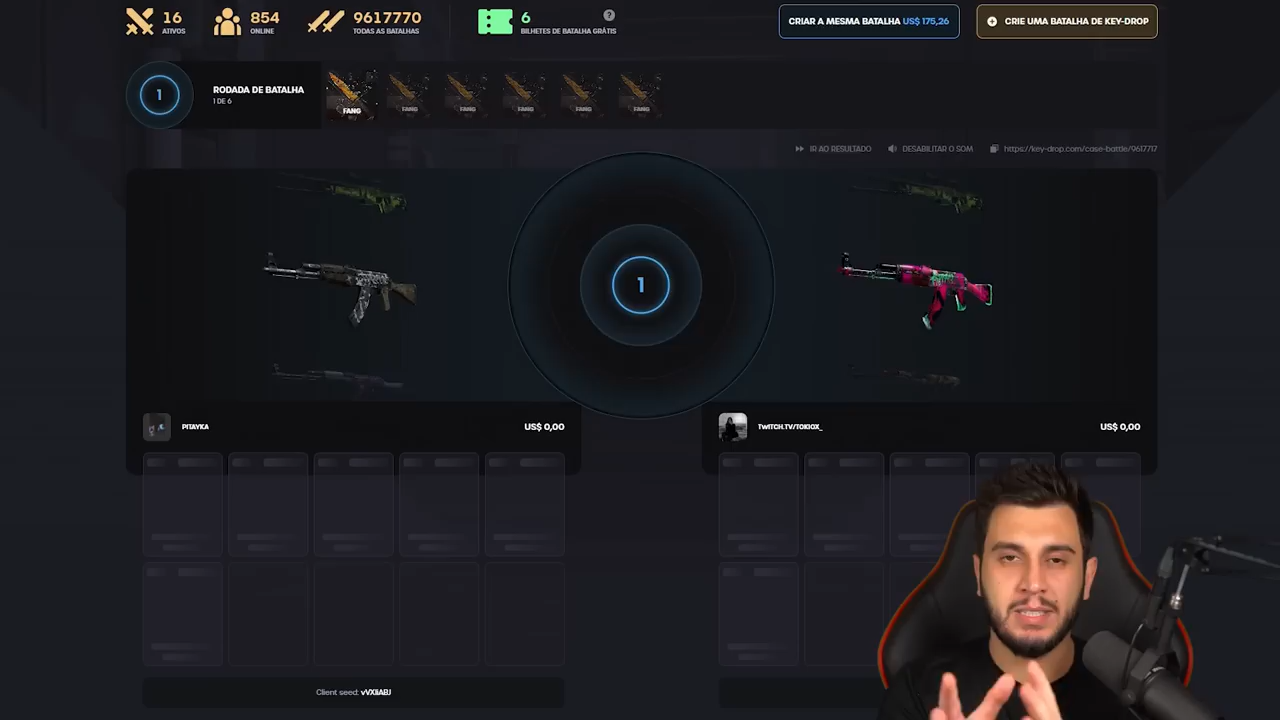 16
ATIVOS
854
ONLINE
9617770
TODAS AS BATALHAS
6
BILHETES DE BATALHA GRÁTIS
?
CRIAR A MESMA BATALHA US$ 175,26
CRIE UMA BATALHA DE KEY-DROP
1
RODADA DE BATALHA
1 DE 6
FANG
FANG
FANG
FANG
FANG
FANG
IR AO RESULTADO
DESABILITAR O SOM
https://key-drop.com/case-battle/9617717
1
PITAYKA
US$ 0,00
TWITCH.TV/TOKIOX_
US$ 0,00